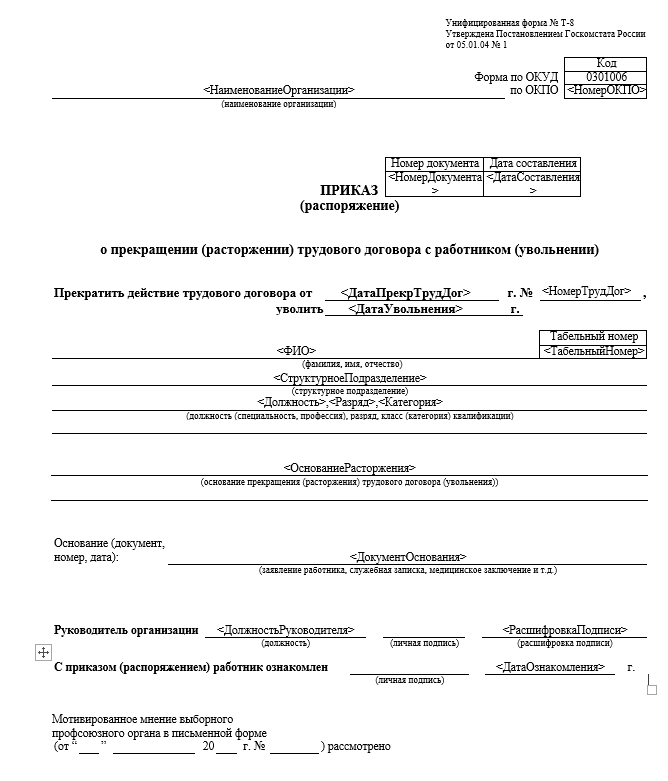 Унифицированная форма № Т-8
Утверждена Постановлением Госкомстата России
от 05.01.04 № 1
Код
Форма по ОКУД 0301006
<НаименованиеОрганизации> по ОКПО <НомерОКПО>
(наименование организации)
Номер документа Дата составления
ПРИКАЗ <НомерДокумента> <ДатаСоставления>
(распоряжение)
о прекращении (расторжении) трудового договора с работником (увольнении)
Прекратить действие трудового договора от <ДатаПрекрТрудДог> г. № <НомерТрудДог> ,
уволить <ДатаУвольнения> г.
Табельный номер
<ФИО> <ТабельныйНомер>
(фамилия, имя, отчество)
<СтруктурноеПодразделение>
(структурное подразделение)
<Должность>,<Разряд>,<Категория>
(должность (специальность, профессия), разряд, класс (категория) квалификации)
<ОснованиеРасторжения>
(основание прекращения (расторжения) трудового договора (увольнения))
Основание (документ,
номер, дата): <ДокументОснования>
(заявление работника, служебная записка, медицинское заключение и т.д.)
Руководитель организации <ДолжностьРуководителя> <РасшифровкаПодписи>
(должность) (личная подпись) (расшифровка подписи)
С приказом (распоряжением) работник ознакомлен <ДатаОзнакомления> г.
(личная подпись)
Мотивированное мнение выборного
профсоюзного органа в письменной форме
(от “ ___ ” ____________ 20 ___ г. № _______ ) рассмотрено